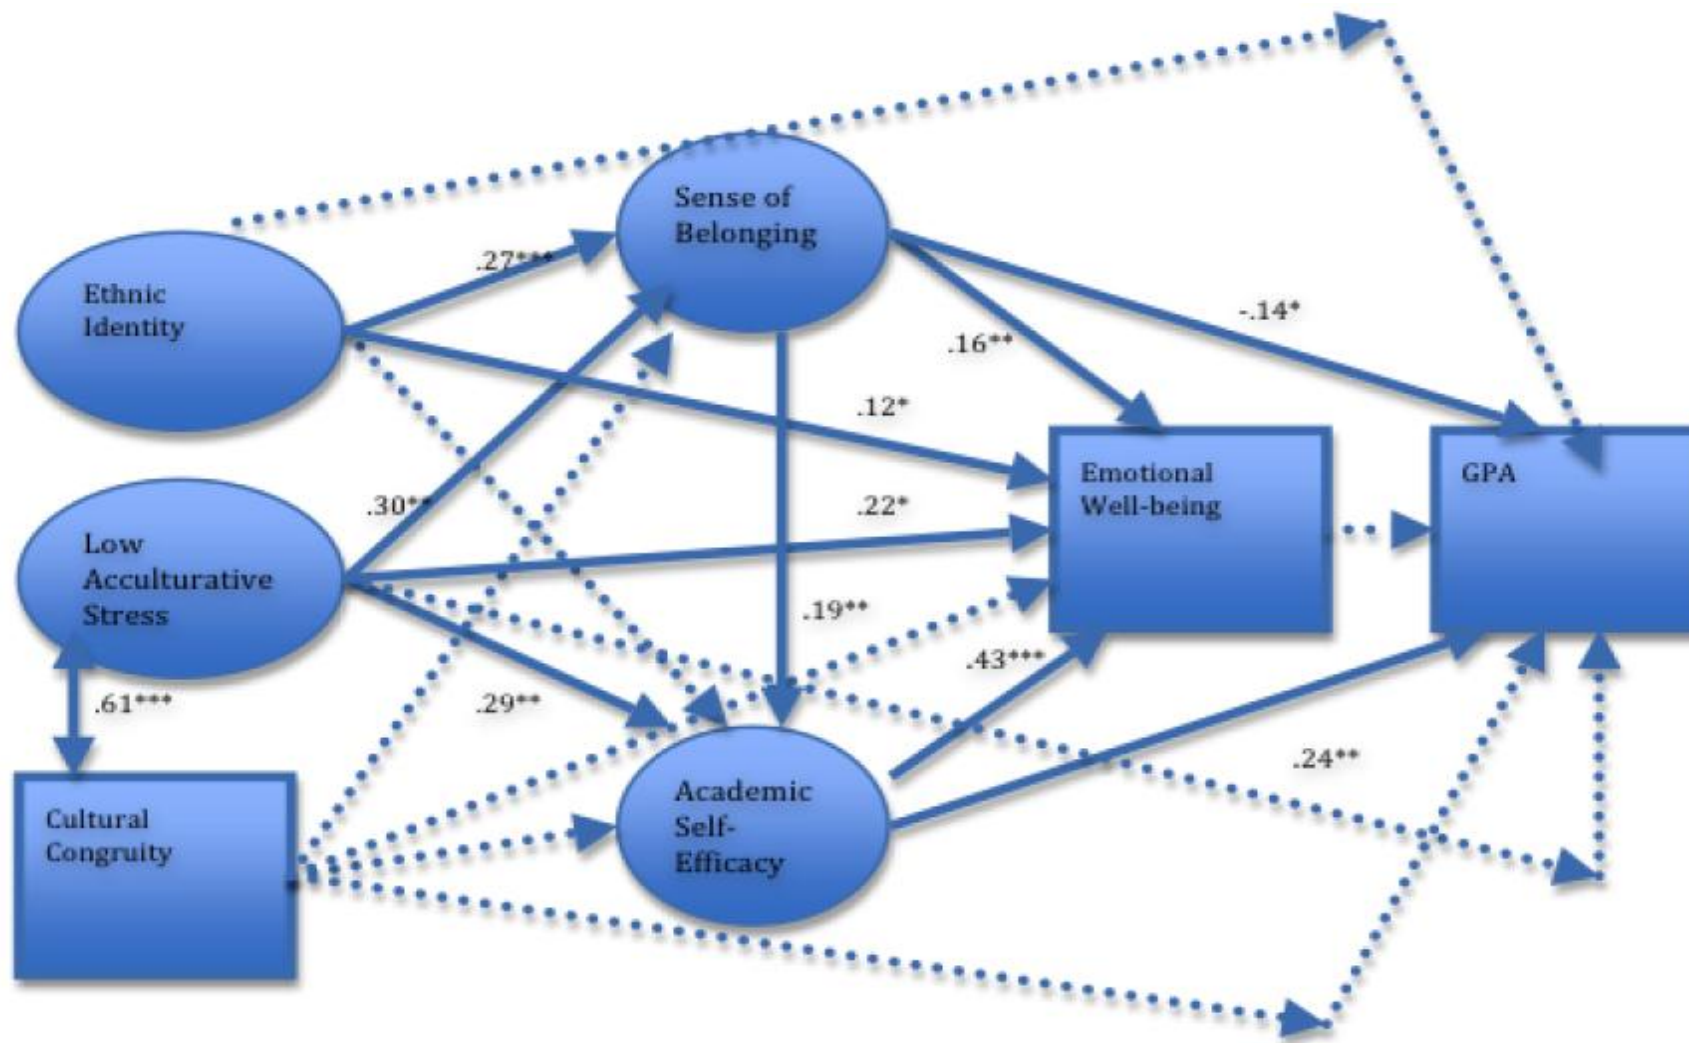 Sense of
Belonging
.27***
Ethnic
Identity
-.14*
.16**
.12*
.30**
.22*
Emotional
Well-being
GPA
Low
Acculturative
Stress
.19**
.43***
.61***
.29**
.24**
Cultural
Congruity
Academic
Self-
Efficacy